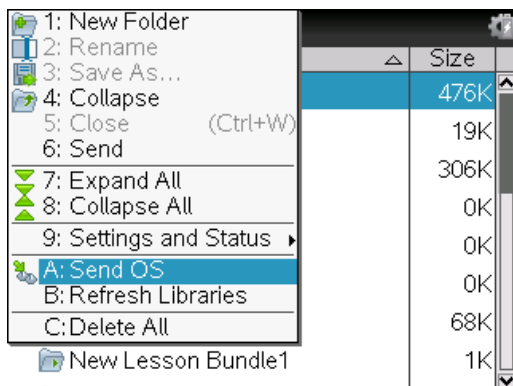 1: New Folder
2: Rename
3: Save As...
4: Collapse
5: Close (Ctrl+W)
6: Send
7: Expand All
8: Collapse All
9: Settings and Status
A: Send OS
B: Refresh Libraries
C: Delete All
New Lesson Bundle1
Size
476K
19K
306K
0K
0K
0K
68K
1K